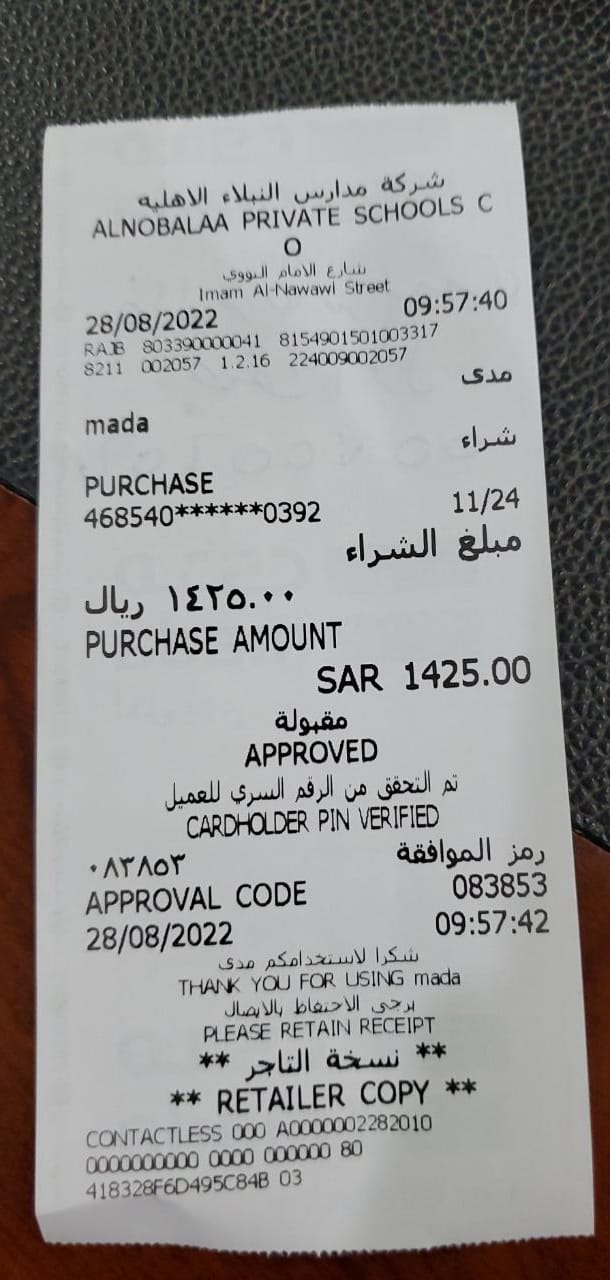 شركة مدارس النبلاء الاهليه
ALNOBALAA PRIVATE SCHOOLS C
O
شارع الامام النووي
Imam Al-Nawawi Street
28/08/2022 09:57:40
RAJB 803390000041 8154901501003317
8211 002057 1.2.16 224009002057
مدى
mada
شراء
PURCHASE
468540******0392 11/24
مبلغ الشراء
١٤٢٥.٠٠ ريال
PURCHASE AMOUNT
SAR 1425.00
مقبولة
APPROVED
تم التحقق من الرقم السري للعميل
CARDHOLDER PIN VERIFIED
رمز الموافقة ٠٨٣٨٥٣
APPROVAL CODE 083853
28/08/2022 09:57:42
شكرا لاستخدامكم مدى
THANK YOU FOR USING mada
يرجى الاحتفاظ بالايصال
PLEASE RETAIN RECEIPT
** نسخة التاجر **
** RETAILER COPY **
CONTACTLESS 000 A0000002282010
0000000000 0000 000000 80
418328F6D495C84B 03